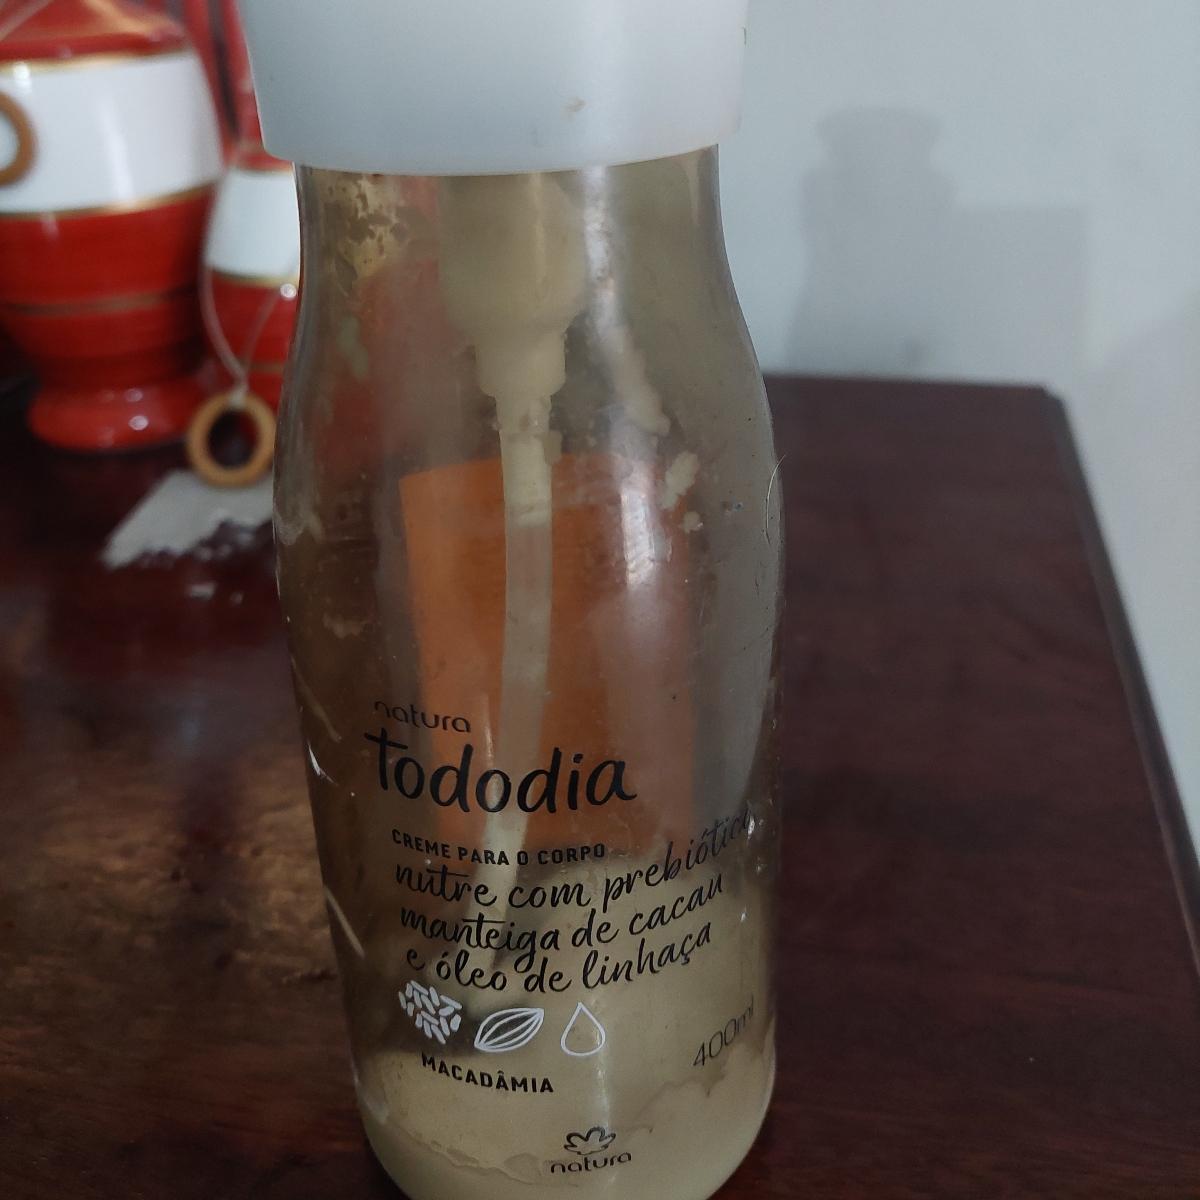 natura
tododia
CREME PARA O CORPO
nutre com prebiótico
manteiga de cacau
e óleo de linhaça
MACADÂMIA
400ml
natura